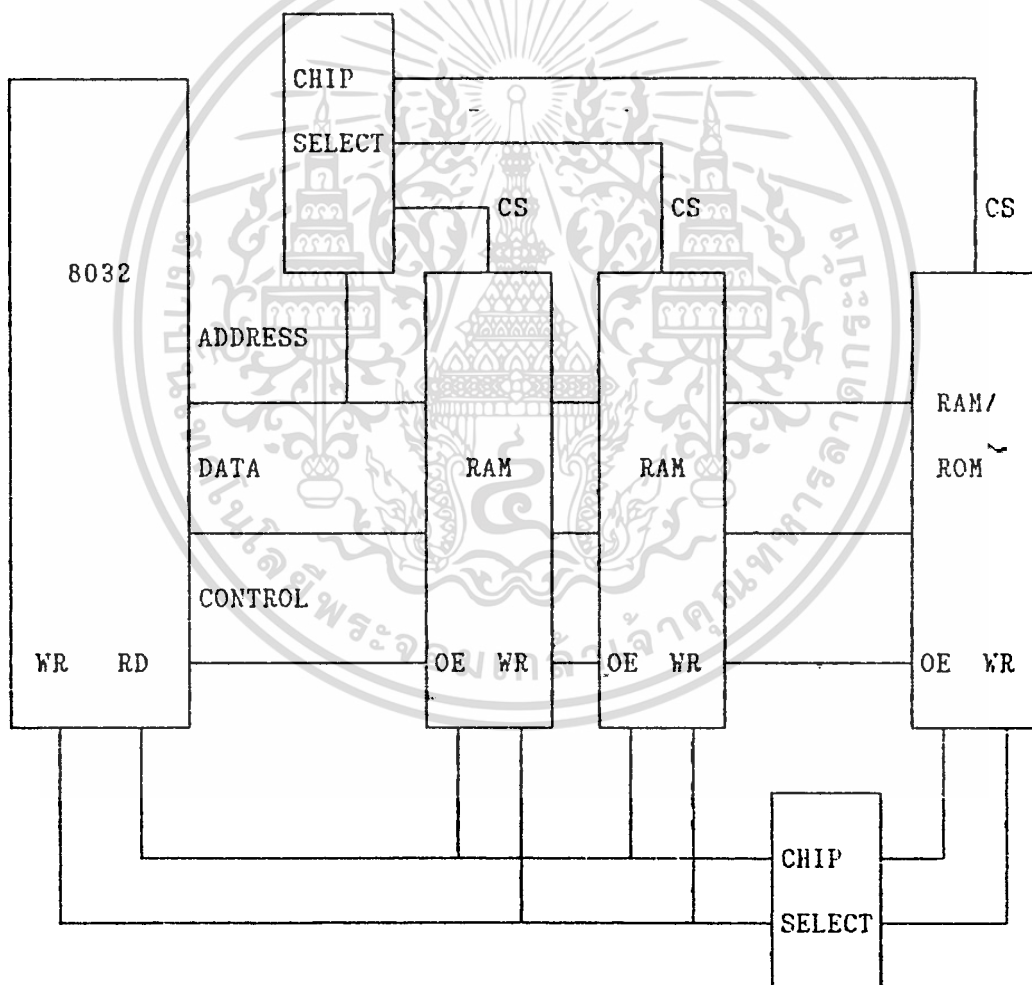 CHIP
SELECT
CS
CS
CS
8032
ADDRESS
RAM/
DATA
RAM
RAM
ROM
CONTROL
WR RD
OE WR
OE WR
OE WR
CHIP
SELECT